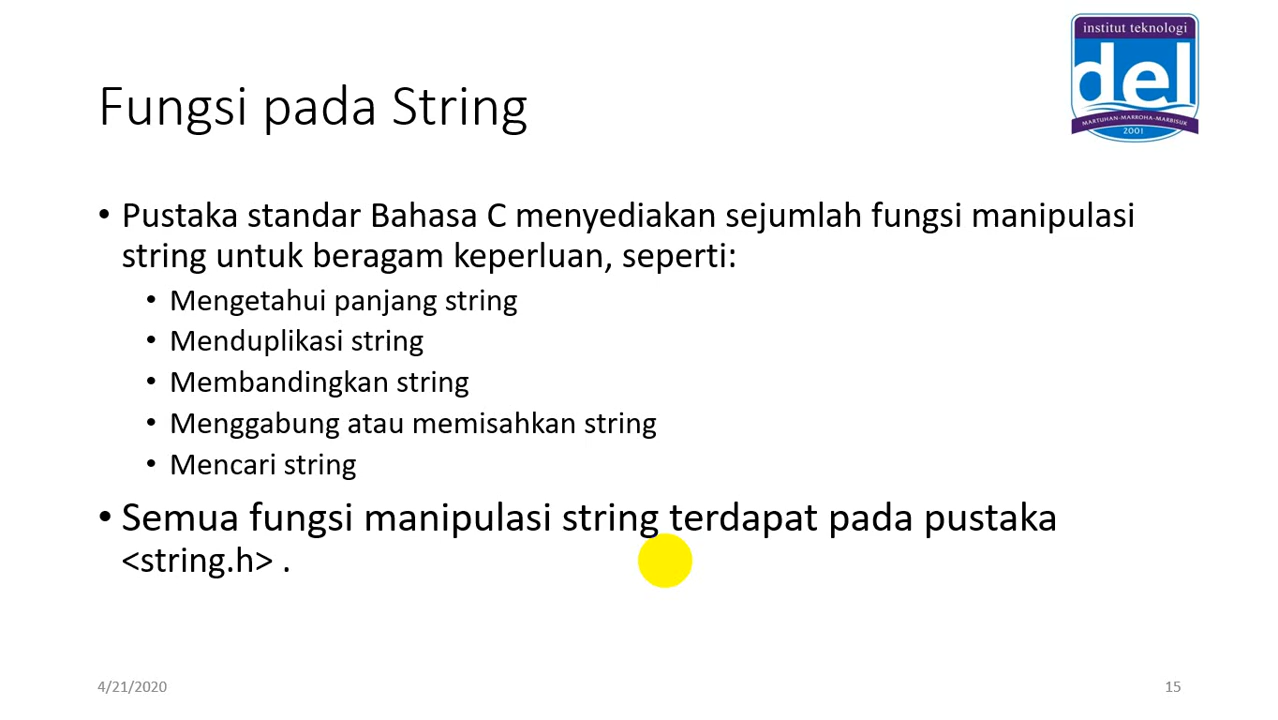 institut teknologi
del
MARTUHAN-MARROHA-MARBISUK
2001
Fungsi pada String
• Pustaka standar Bahasa C menyediakan sejumlah fungsi manipulasi
string untuk beragam keperluan, seperti:
• Mengetahui panjang string
• Menduplikasi string
• Membandingkan string
• Menggabung atau memisahkan string
• Mencari string
• Semua fungsi manipulasi string terdapat pada pustaka
<string.h> .
4/21/2020
15